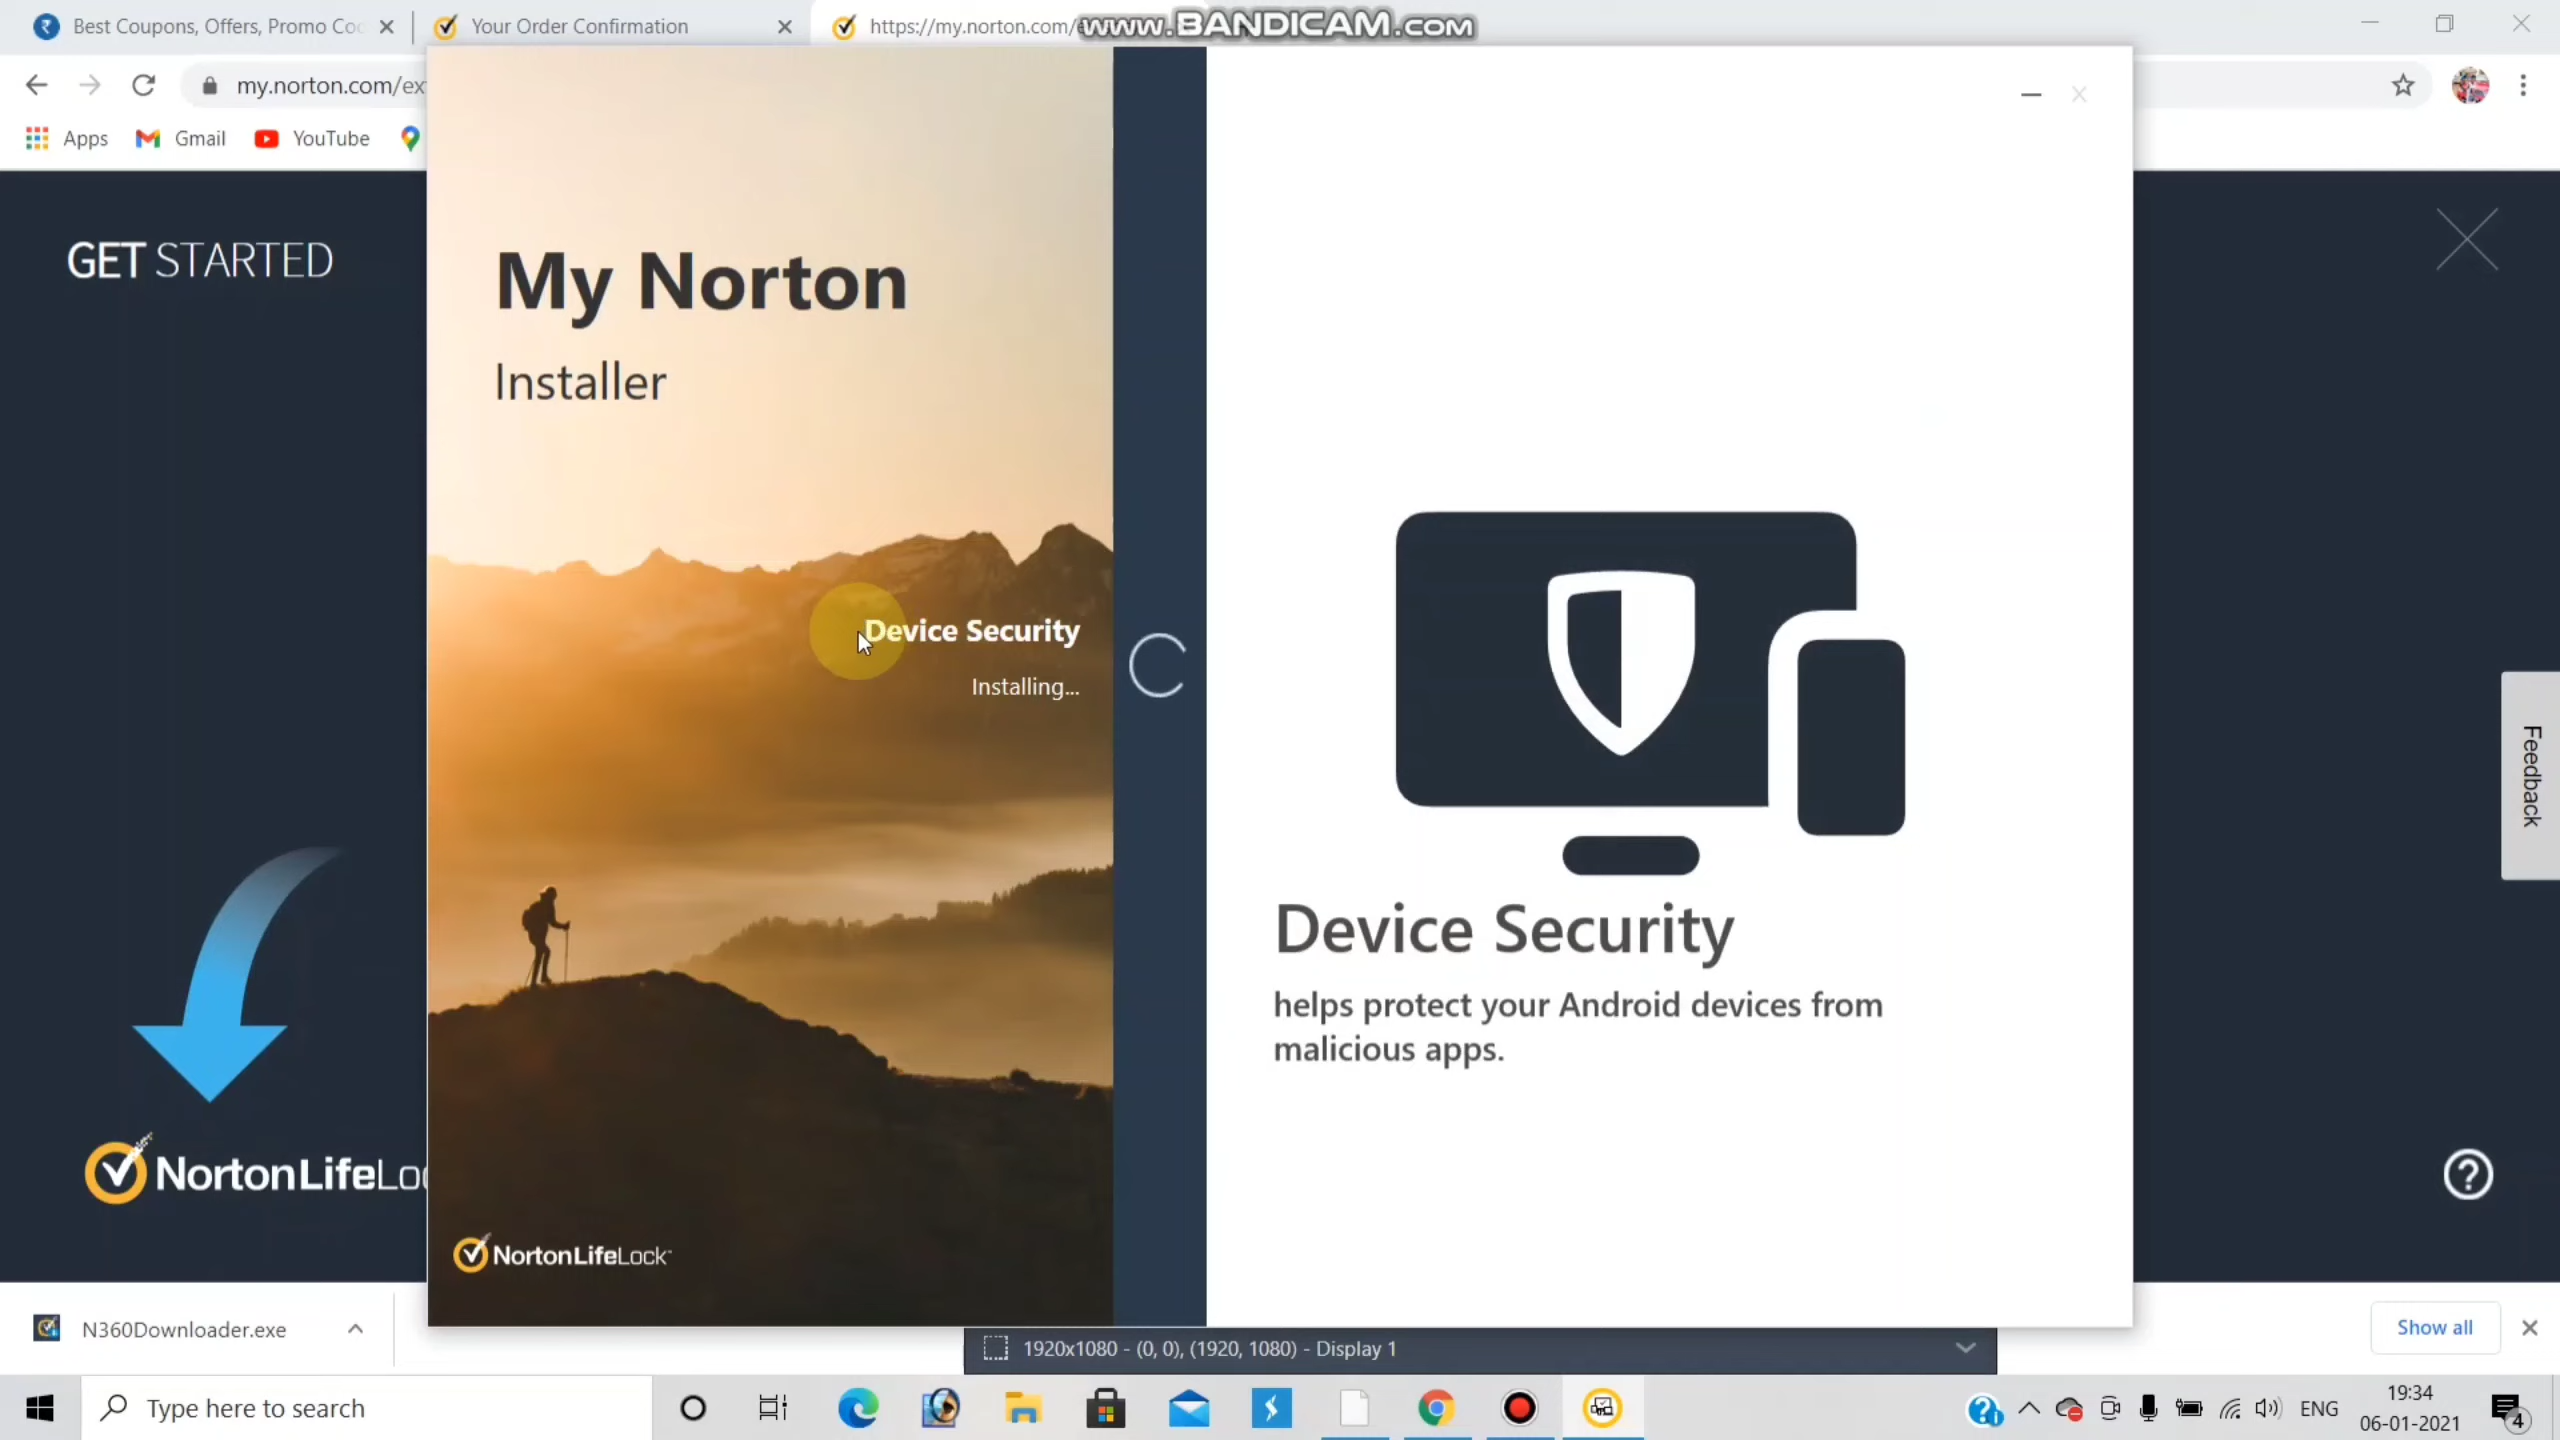 Best Coupons, Offers, Promo Co
Your Order Confirmation
https://my.norton.com/e
www.BANDICAM.com
my.norton.com/ex
Apps
Gmail
YouTube
GET STARTED
My Norton
Installer
Device Security
Installing...
Device Security
helps protect your Android devices from
malicious apps.
Feedback
NortonLifeLo
NortonLifeLock
N360Downloader.exe
Show all
1920x1080 - (0, 0), (1920, 1080) - Display 1
Type here to search
ENG
19:34
06-01-2021
4